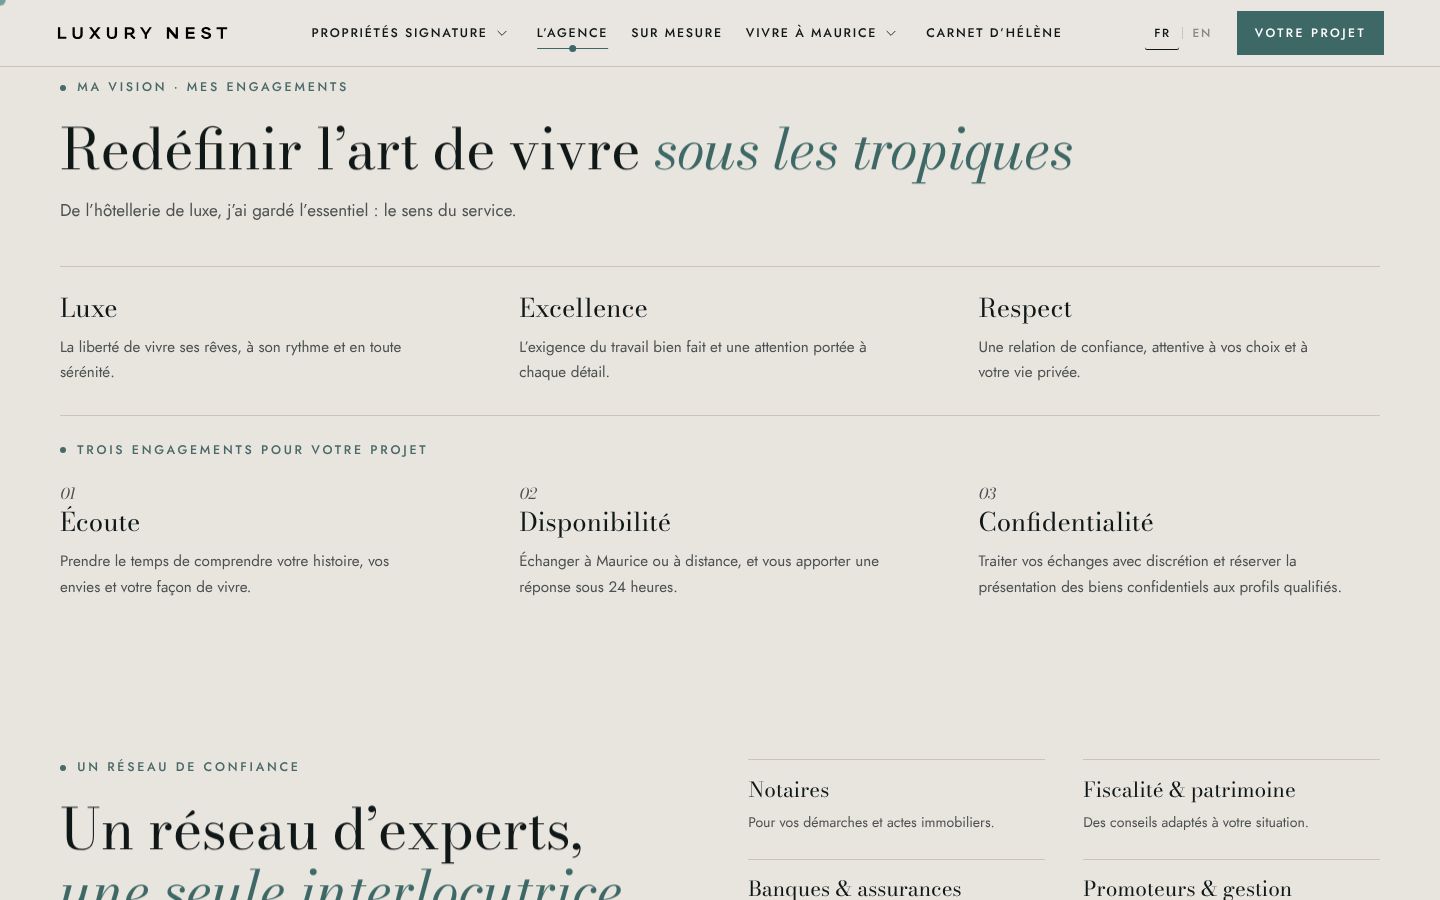 LUXURY NEST
PROPRIÉTÉS SIGNATURE
L’AGENCE
SUR MESURE
VIVRE À MAURICE
CARNET D’HÉLÈNE
FR
EN
VOTRE PROJET
MA VISION · MES ENGAGEMENTS
Redéfinir l’art de vivre sous les tropiques
De l’hôtellerie de luxe, j’ai gardé l’essentiel : le sens du service.
Luxe
La liberté de vivre ses rêves, à son rythme et en toute
sérénité.
Excellence
L’exigence du travail bien fait et une attention portée à
chaque détail.
Respect
Une relation de confiance, attentive à vos choix et à
votre vie privée.
TROIS ENGAGEMENTS POUR VOTRE PROJET
01
Écoute
Prendre le temps de comprendre votre histoire, vos
envies et votre façon de vivre.
02
Disponibilité
Échanger à Maurice ou à distance, et vous apporter une
réponse sous 24 heures.
03
Confidentialité
Traiter vos échanges avec discrétion et réserver la
présentation des biens confidentiels aux profils qualifiés.
UN RÉSEAU DE CONFIANCE
Un réseau d’experts,
une seule interlocutrice
Notaires
Pour vos démarches et actes immobiliers.
Fiscalité & patrimoine
Des conseils adaptés à votre situation.
Banques & assurances
Promoteurs & gestion